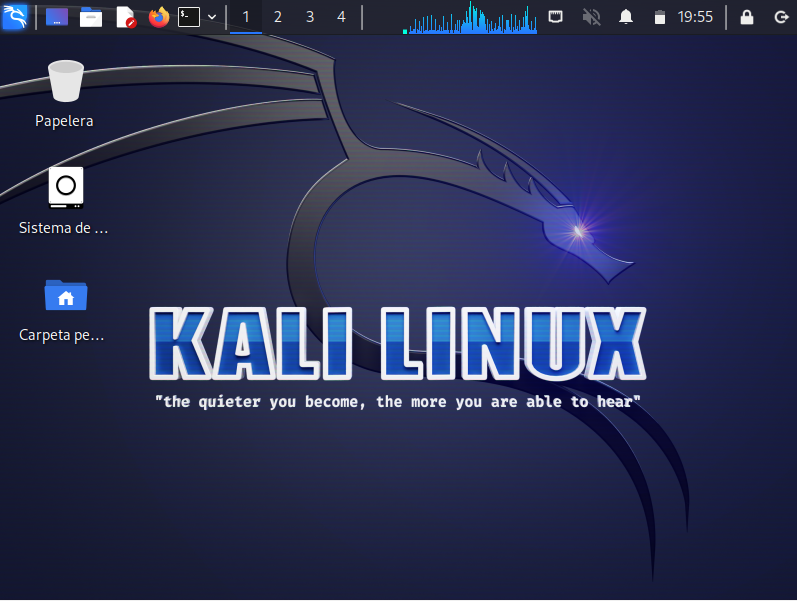 $_
1 2 3 4 19:55
Papelera
Sistema de ...
Carpeta pe...
KALI LINUX
"the quieter you become, the more you are able to hear"